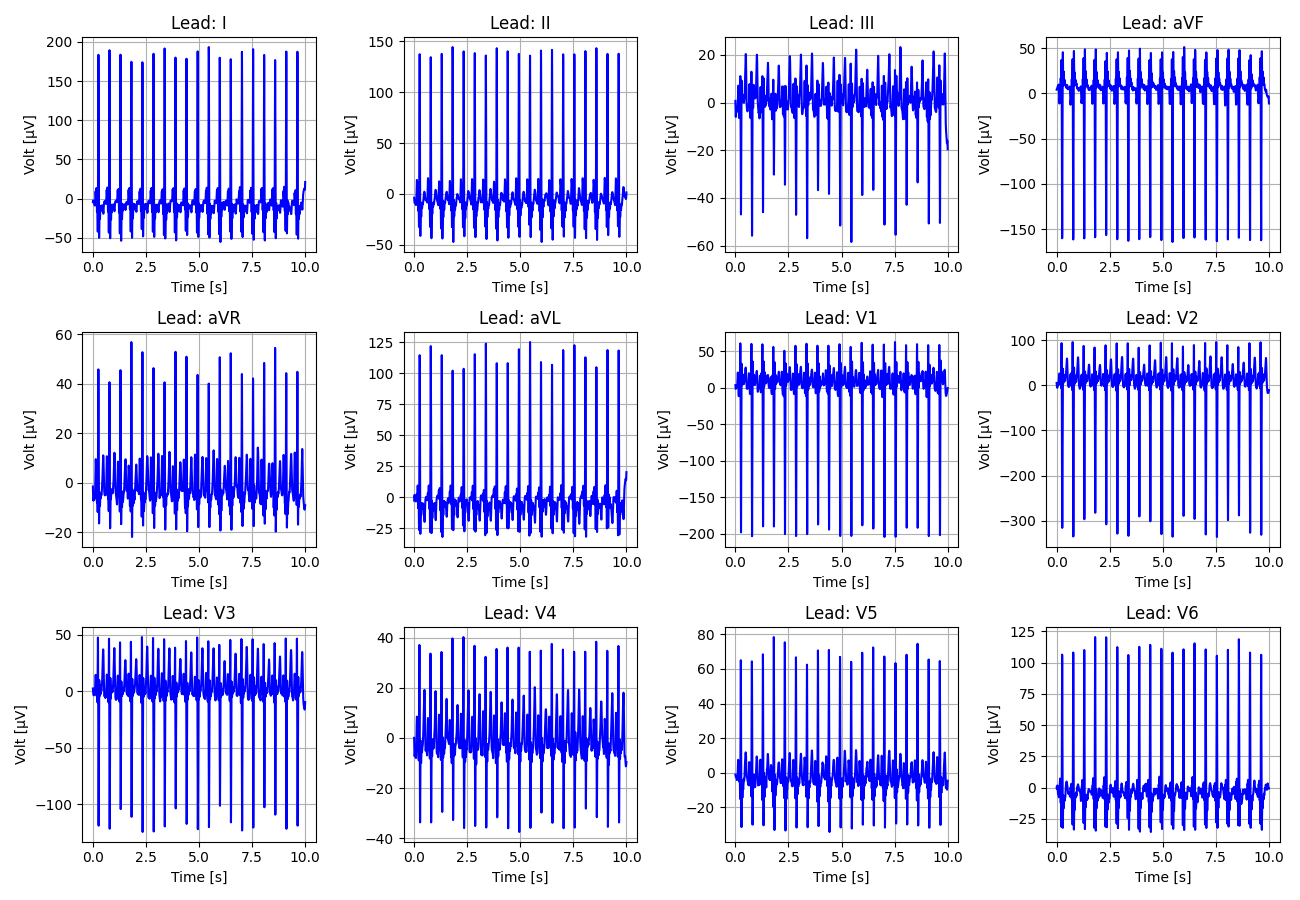 Lead: I
Volt [µV]
200
150
100
50
0
−50
0.0 2.5 5.0 7.5 10.0
Time [s]
Lead: II
Volt [µV]
150
100
50
0
−50
0.0 2.5 5.0 7.5 10.0
Time [s]
Lead: III
Volt [µV]
20
0
−20
−40
−60
0.0 2.5 5.0 7.5 10.0
Time [s]
Lead: aVF
Volt [µV]
50
0
−50
−100
−150
0.0 2.5 5.0 7.5 10.0
Time [s]
Lead: aVR
Volt [µV]
60
40
20
0
−20
0.0 2.5 5.0 7.5 10.0
Time [s]
Lead: aVL
Volt [µV]
125
100
75
50
25
0
−25
0.0 2.5 5.0 7.5 10.0
Time [s]
Lead: V1
Volt [µV]
50
0
−50
−100
−150
−200
0.0 2.5 5.0 7.5 10.0
Time [s]
Lead: V2
Volt [µV]
100
0
−100
−200
−300
0.0 2.5 5.0 7.5 10.0
Time [s]
Lead: V3
Volt [µV]
50
0
−50
−100
0.0 2.5 5.0 7.5 10.0
Time [s]
Lead: V4
Volt [µV]
40
20
0
−20
−40
0.0 2.5 5.0 7.5 10.0
Time [s]
Lead: V5
Volt [µV]
80
60
40
20
0
−20
0.0 2.5 5.0 7.5 10.0
Time [s]
Lead: V6
Volt [µV]
125
100
75
50
25
0
−25
0.0 2.5 5.0 7.5 10.0
Time [s]